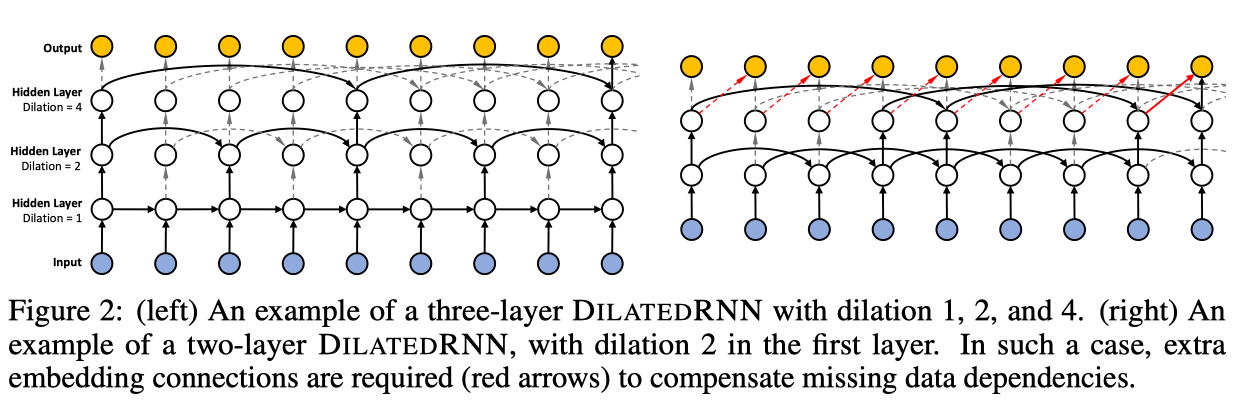 Output
Hidden Layer
Dilation = 4
Hidden Layer
Dilation = 2
Hidden Layer
Dilation = 1
Input
Figure 2: (left) An example of a three-layer DILATEDRNN with dilation 1, 2, and 4. (right) An
example of a two-layer DILATEDRNN, with dilation 2 in the first layer. In such a case, extra
embedding connections are required (red arrows) to compensate missing data dependencies.